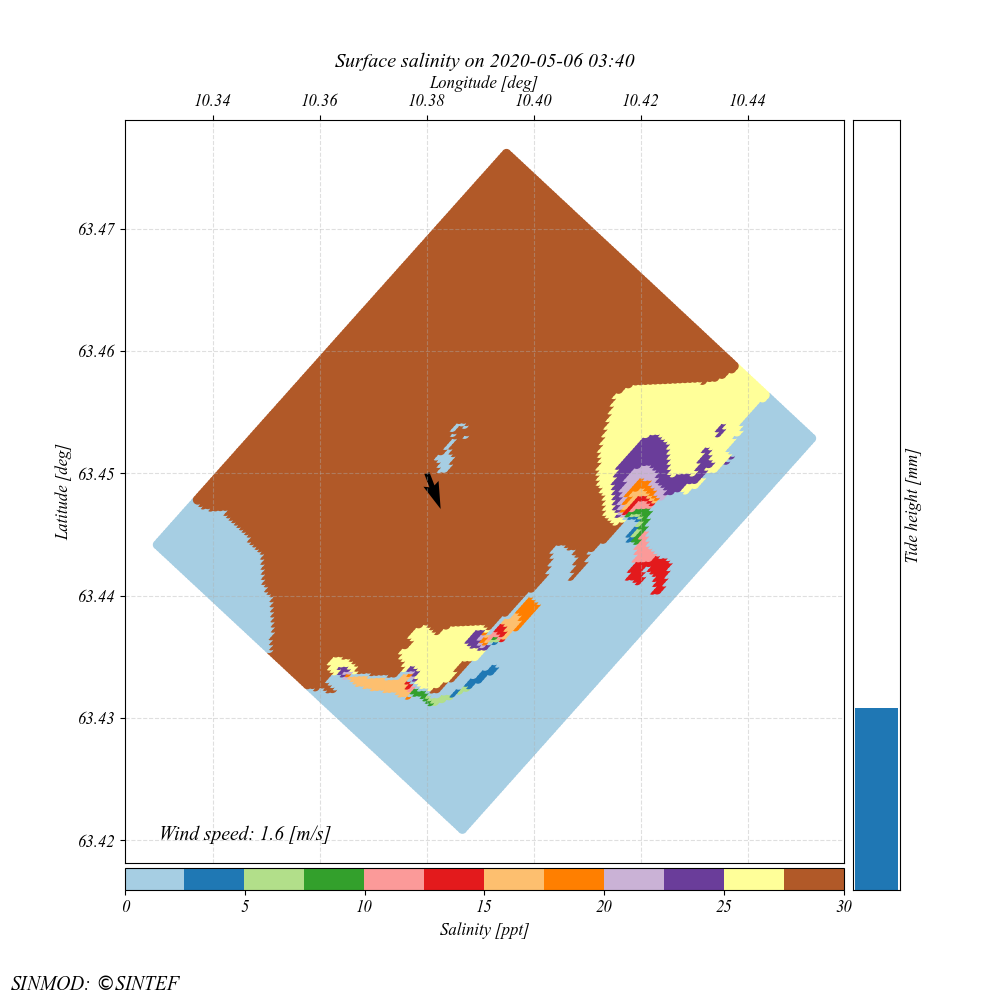 Surface salinity on 2020-05-06 03:40
Longitude [deg]
10.34 10.36 10.38 10.40 10.42 10.44
63.47
63.46
63.45
63.44
63.43
63.42
Latitude [deg]
Tide height [mm]
Wind speed: 1.6 [m/s]
0 5 10 15 20 25 30
Salinity [ppt]
SINMOD: ©SINTEF